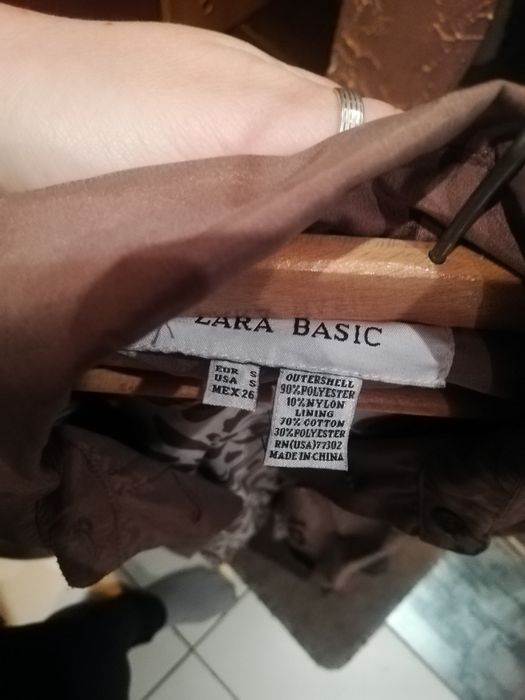 ZARA BASIC
EUR S
USA S
MEX 26
OUTERSHELL
90%POLYESTER
10%NYLON
LINING
70% COTTON
30%POLYESTER
RN(USA)77302
MADE IN CHINA